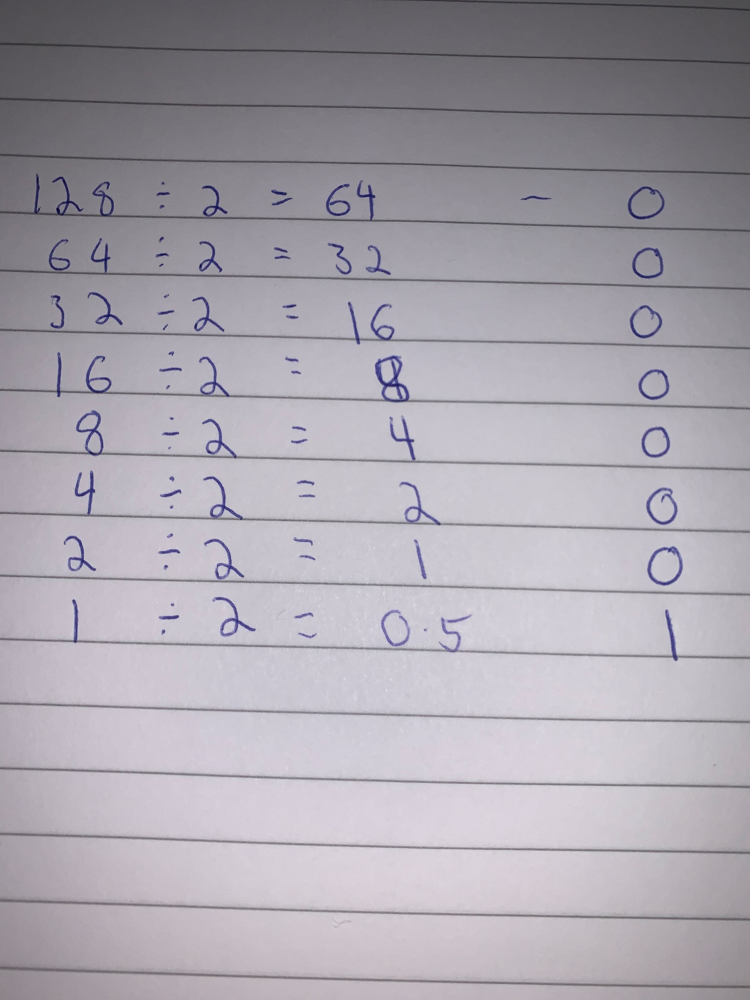 128 ÷ 2 = 64 - 0
64 ÷ 2 = 32 0
32 ÷ 2 = 16 0
16 ÷ 2 = 8 0
8 ÷ 2 = 4 0
4 ÷ 2 = 2 0
2 ÷ 2 = 1 0
1 ÷ 2 = 0.5 1